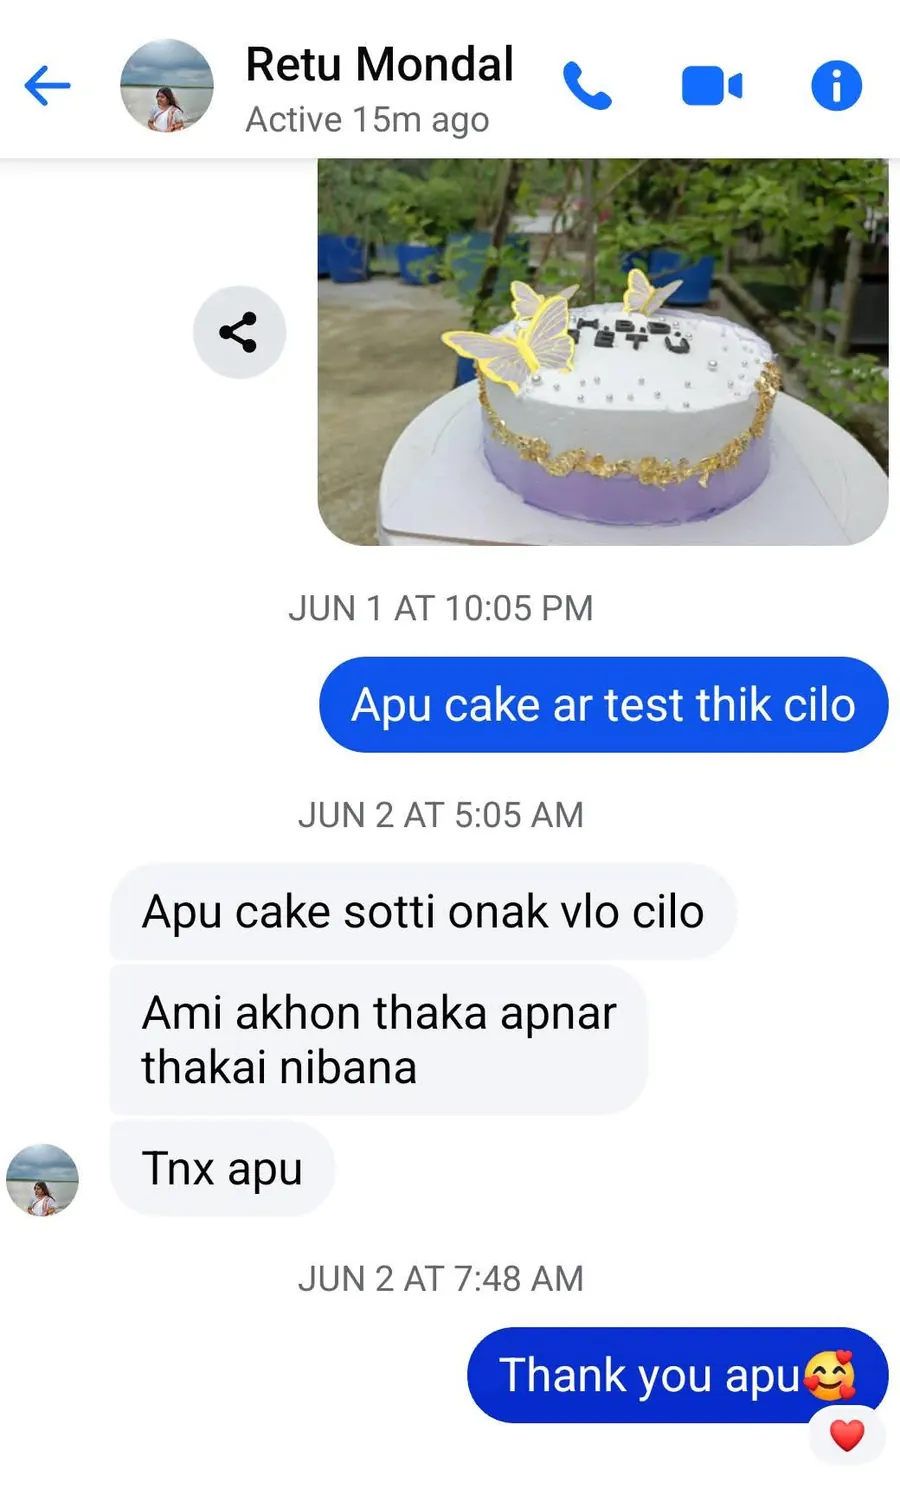 Retu Mondal
Active 15m ago
H.B.D
RETU
JUN 1 AT 10:05 PM
Apu cake ar test thik cilo
JUN 2 AT 5:05 AM
Apu cake sotti onak vlo cilo
Ami akhon thaka apnar
thakai nibana
Tnx apu
JUN 2 AT 7:48 AM
Thank you apu🥰